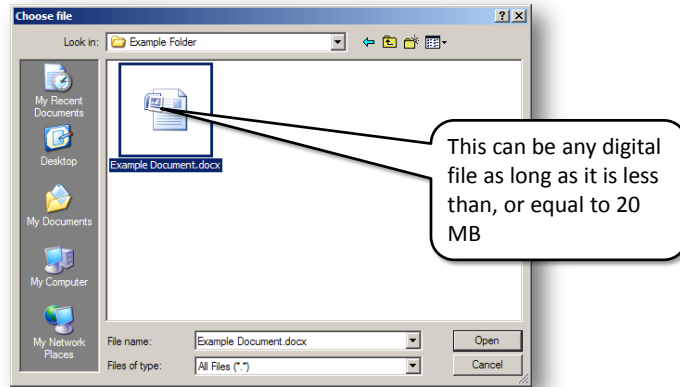 Choose file
Look in: Example Folder
My Recent
Documents
Desktop
My Documents
My Computer
My Network
Places
Example Document.docx
This can be any digital
file as long as it is less
than, or equal to 20
MB
File name: Example Document.docx Open
Files of type: All Files (*.*) Cancel